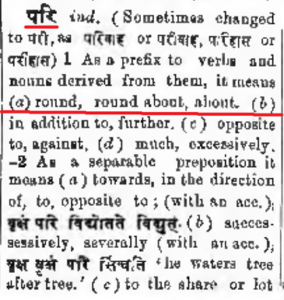 परि ind. (Sometimes changed
to परी, as परिवाह or परीवाह, परिहास or
परीहास) 1 As a prefix to verbs and
nouns derived from them, it means
(a) round, round about, about. (b)
in addition to, further. (c) opposite
to, against, (d) much, excessively.
-2 As a separable preposition it
means (a) towards, in the direction
of, to, opposite to; (with an acc.);
वृक्षं परि विद्योतते विद्युत्. (b) succes-
sessively, severally (with an acc.);
वृक्षं वृक्षं परि सिंचति 'he waters tree
after tree.' (c) to the share or lot